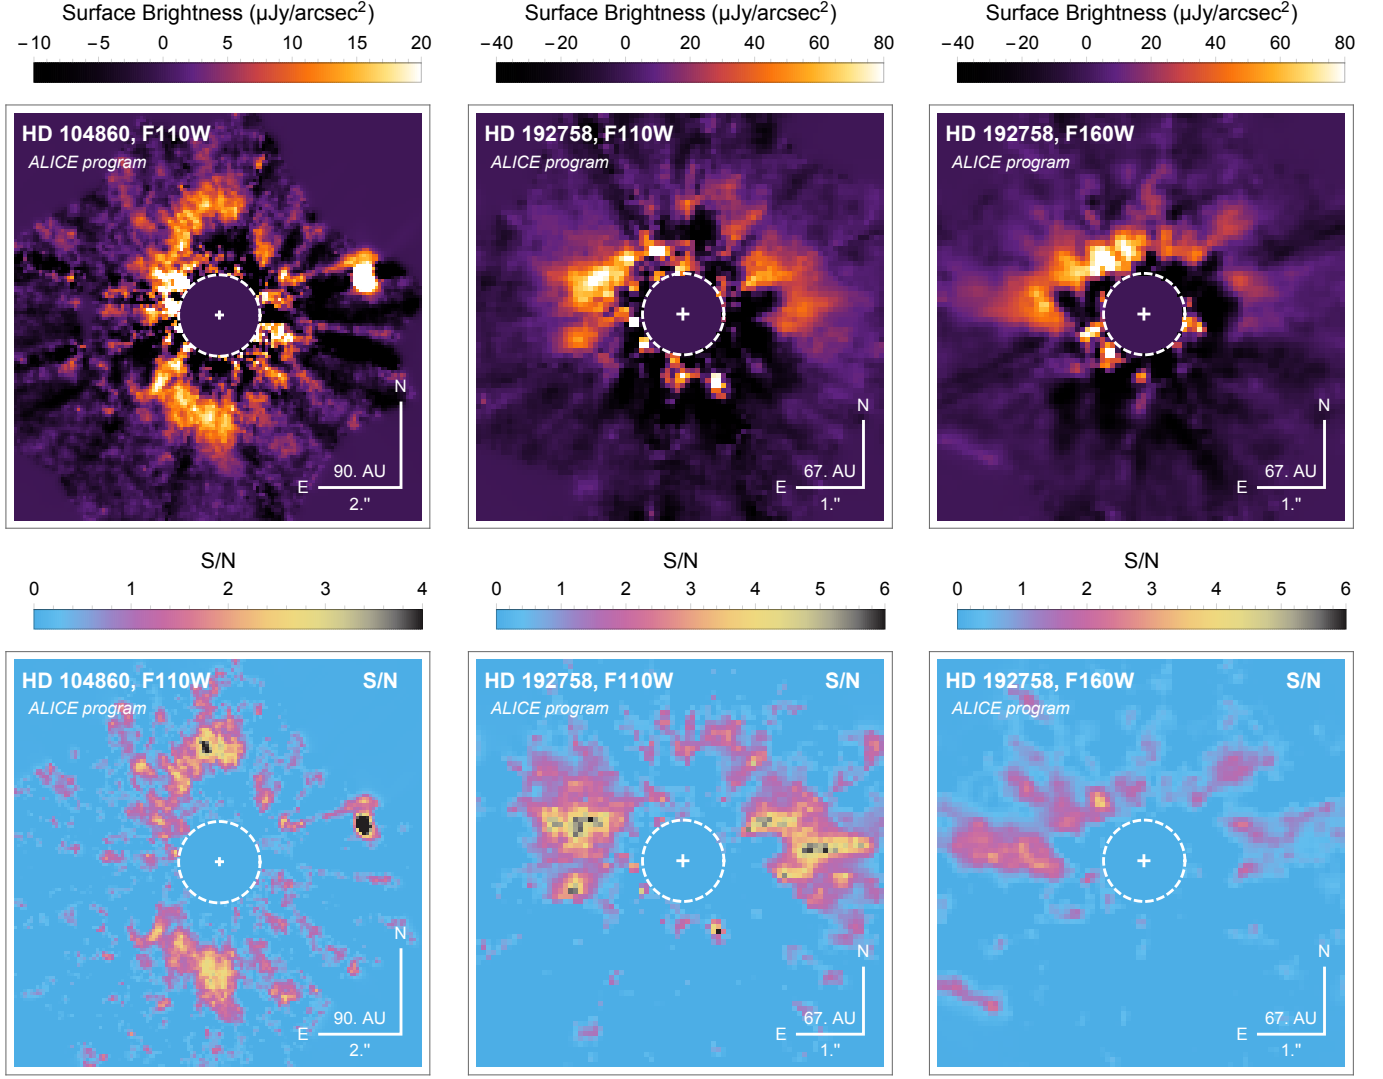 Surface Brightness (μJy/arcsec²)
−10 −5 0 5 10 15 20
HD 104860, F110W
ALICE program
N
90. AU
E
2."
Surface Brightness (μJy/arcsec²)
−40 −20 0 20 40 60 80
HD 192758, F110W
ALICE program
N
67. AU
E
1."
Surface Brightness (μJy/arcsec²)
−40 −20 0 20 40 60 80
HD 192758, F160W
ALICE program
N
67. AU
E
1."
S/N
0 1 2 3 4
HD 104860, F110W S/N
ALICE program
N
90. AU
E
2."
S/N
0 1 2 3 4 5 6
HD 192758, F110W S/N
ALICE program
N
67. AU
E
1."
S/N
0 1 2 3 4 5 6
HD 192758, F160W S/N
ALICE program
N
67. AU
E
1."